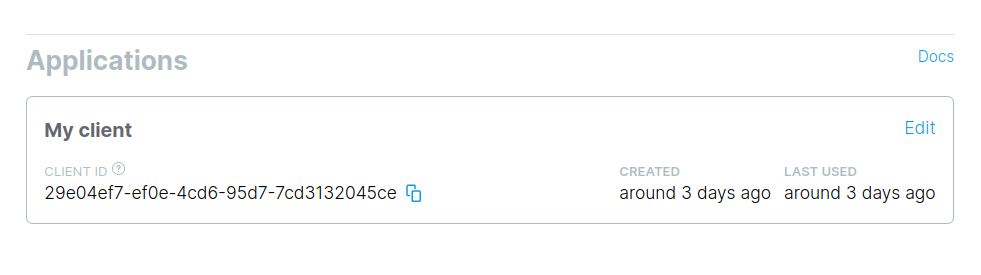 Applications
Docs
My client
Edit
CLIENT ID ?
CREATED
LAST USED
29e04ef7-ef0e-4cd6-95d7-7cd3132045ce
around 3 days ago
around 3 days ago